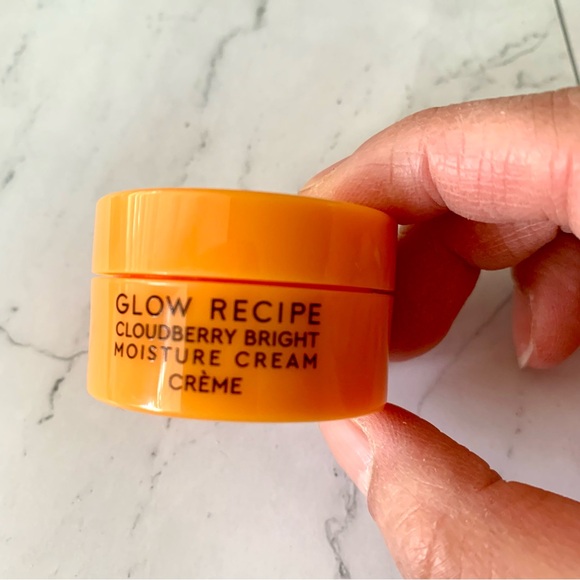 GLOW RECIPE
CLOUDBERRY BRIGHT
MOISTURE CREAM
CRÈME